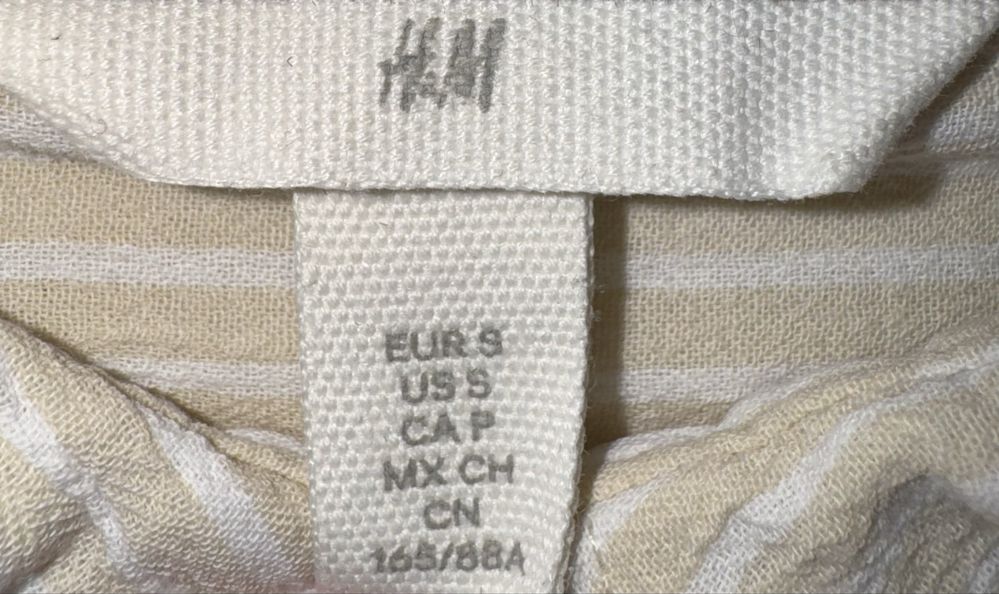 H&M
EUR S
US S
CA P
MX CH
CN
165/88A